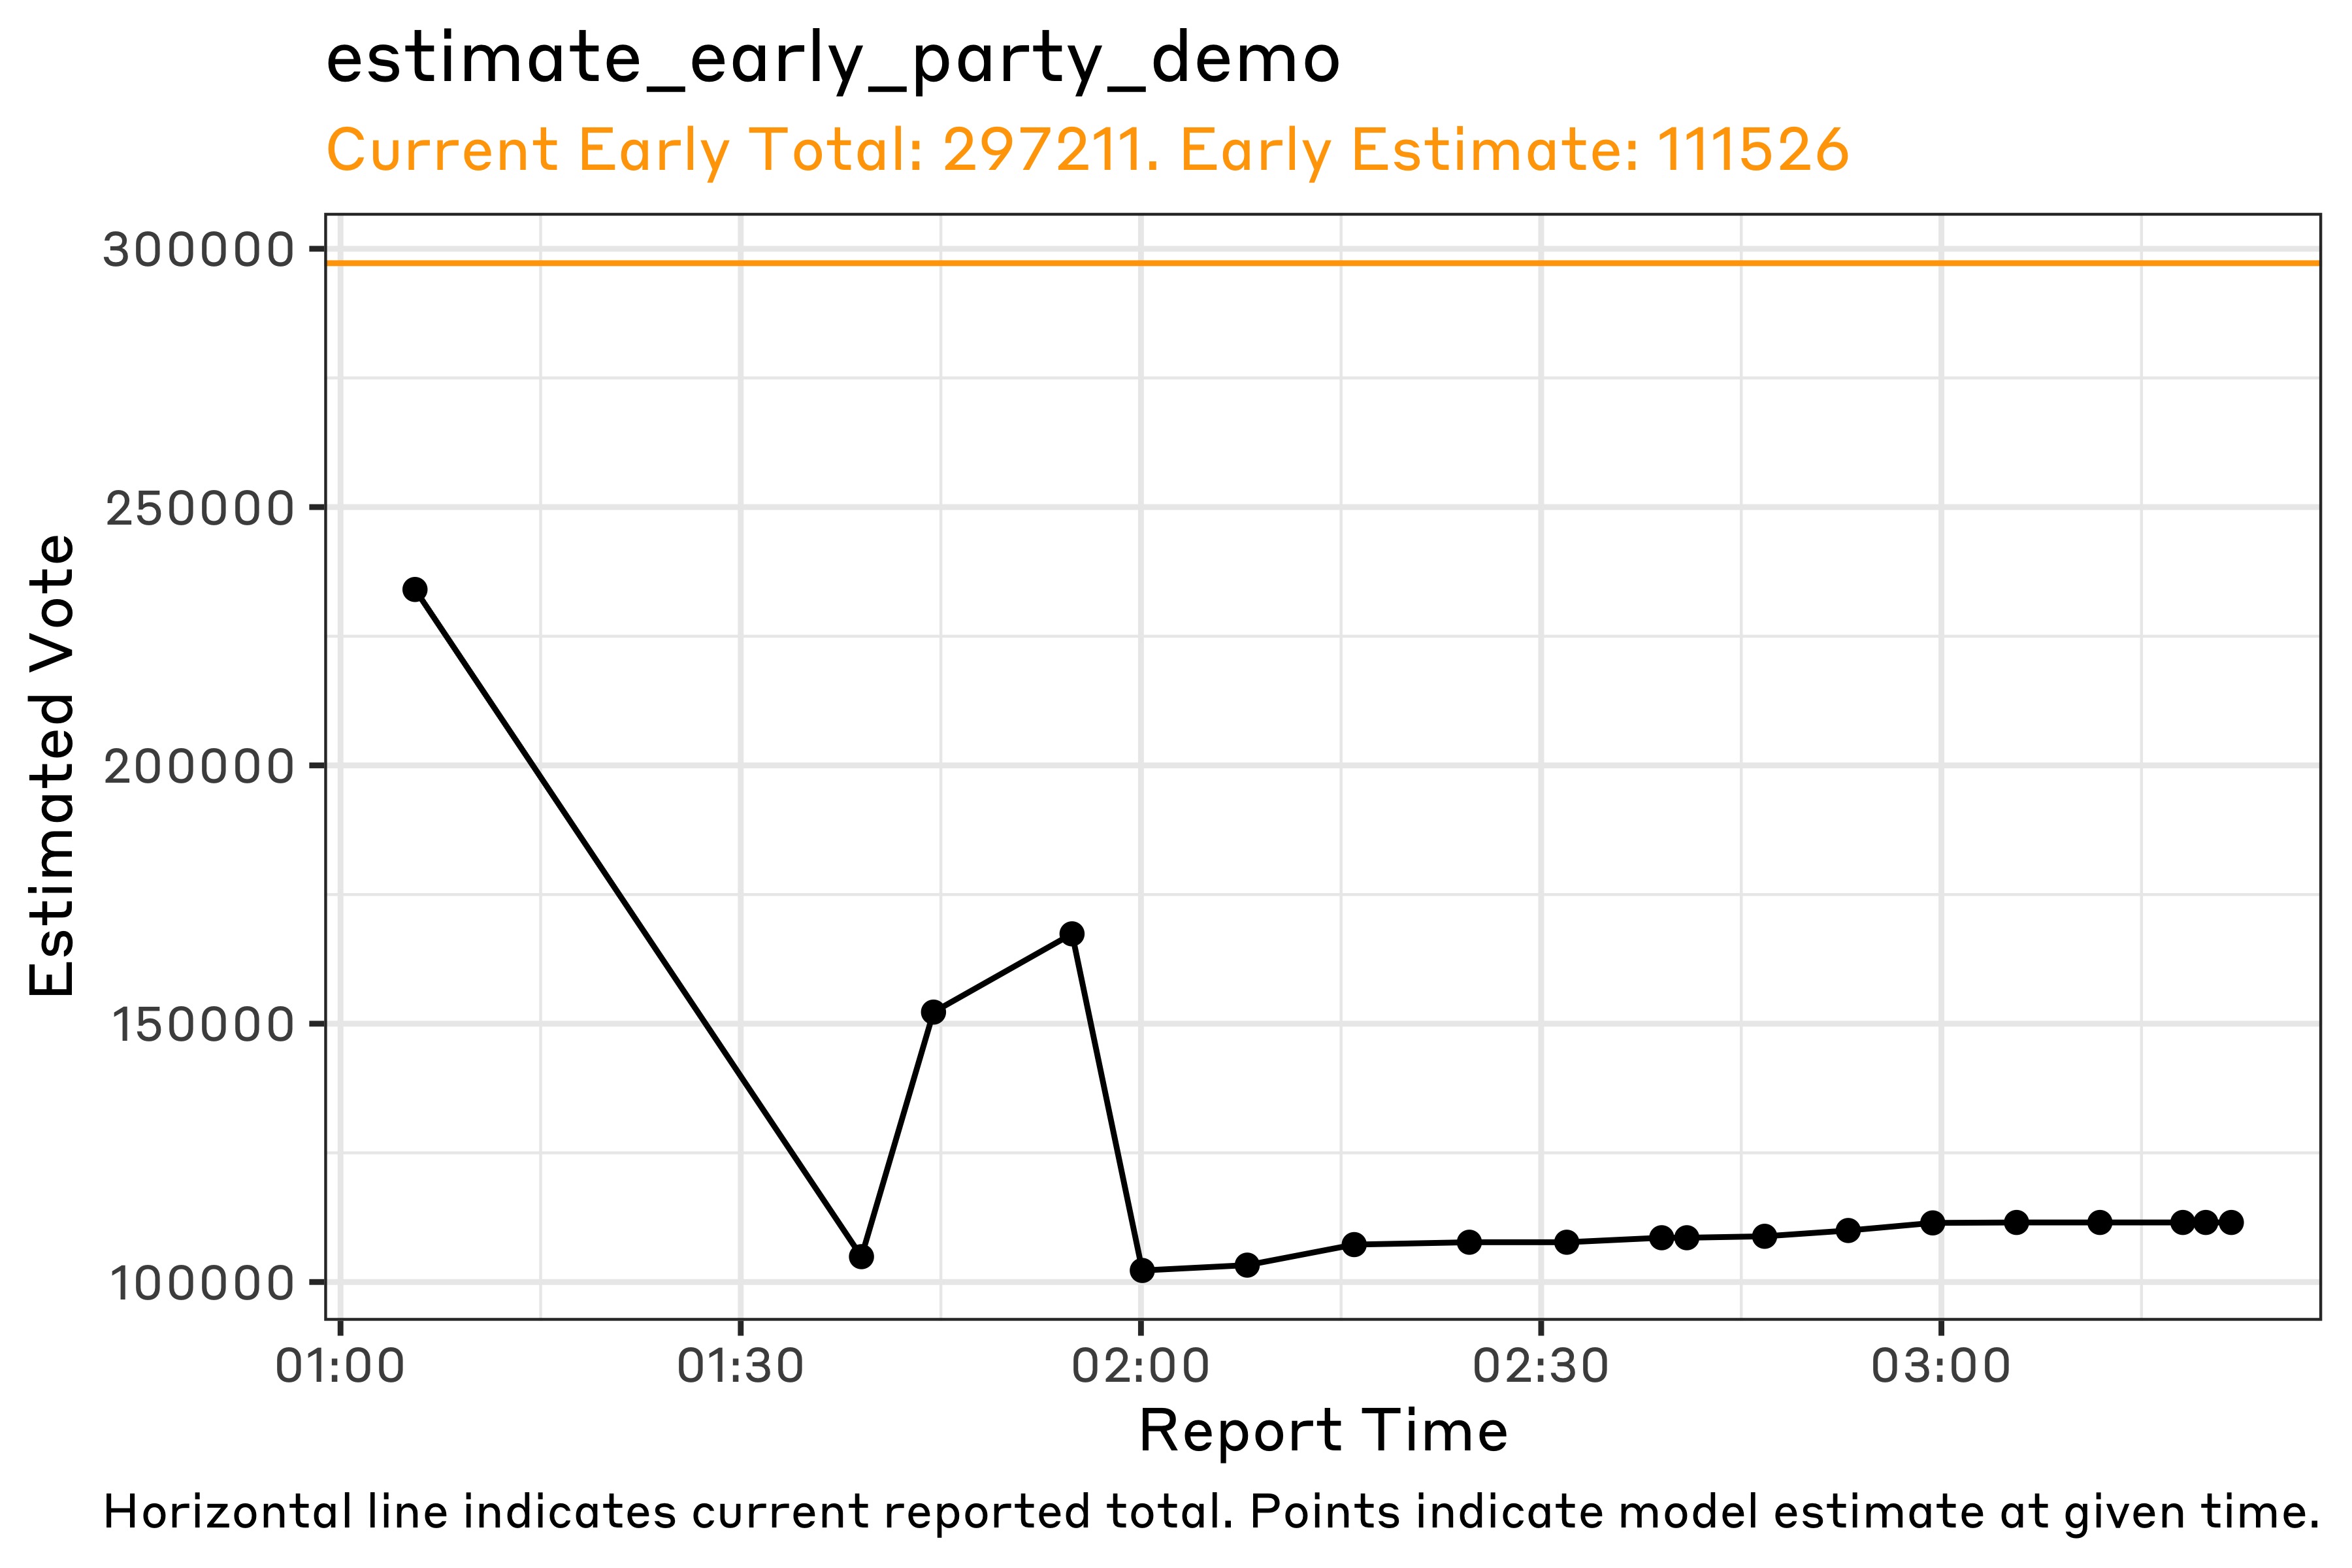 estimate_early_party_demo
Current Early Total: 297211. Early Estimate: 111526
300000
250000
200000
150000
100000
Estimated Vote
01:00 01:30 02:00 02:30 03:00
Report Time
Horizontal line indicates current reported total. Points indicate model estimate at given time.